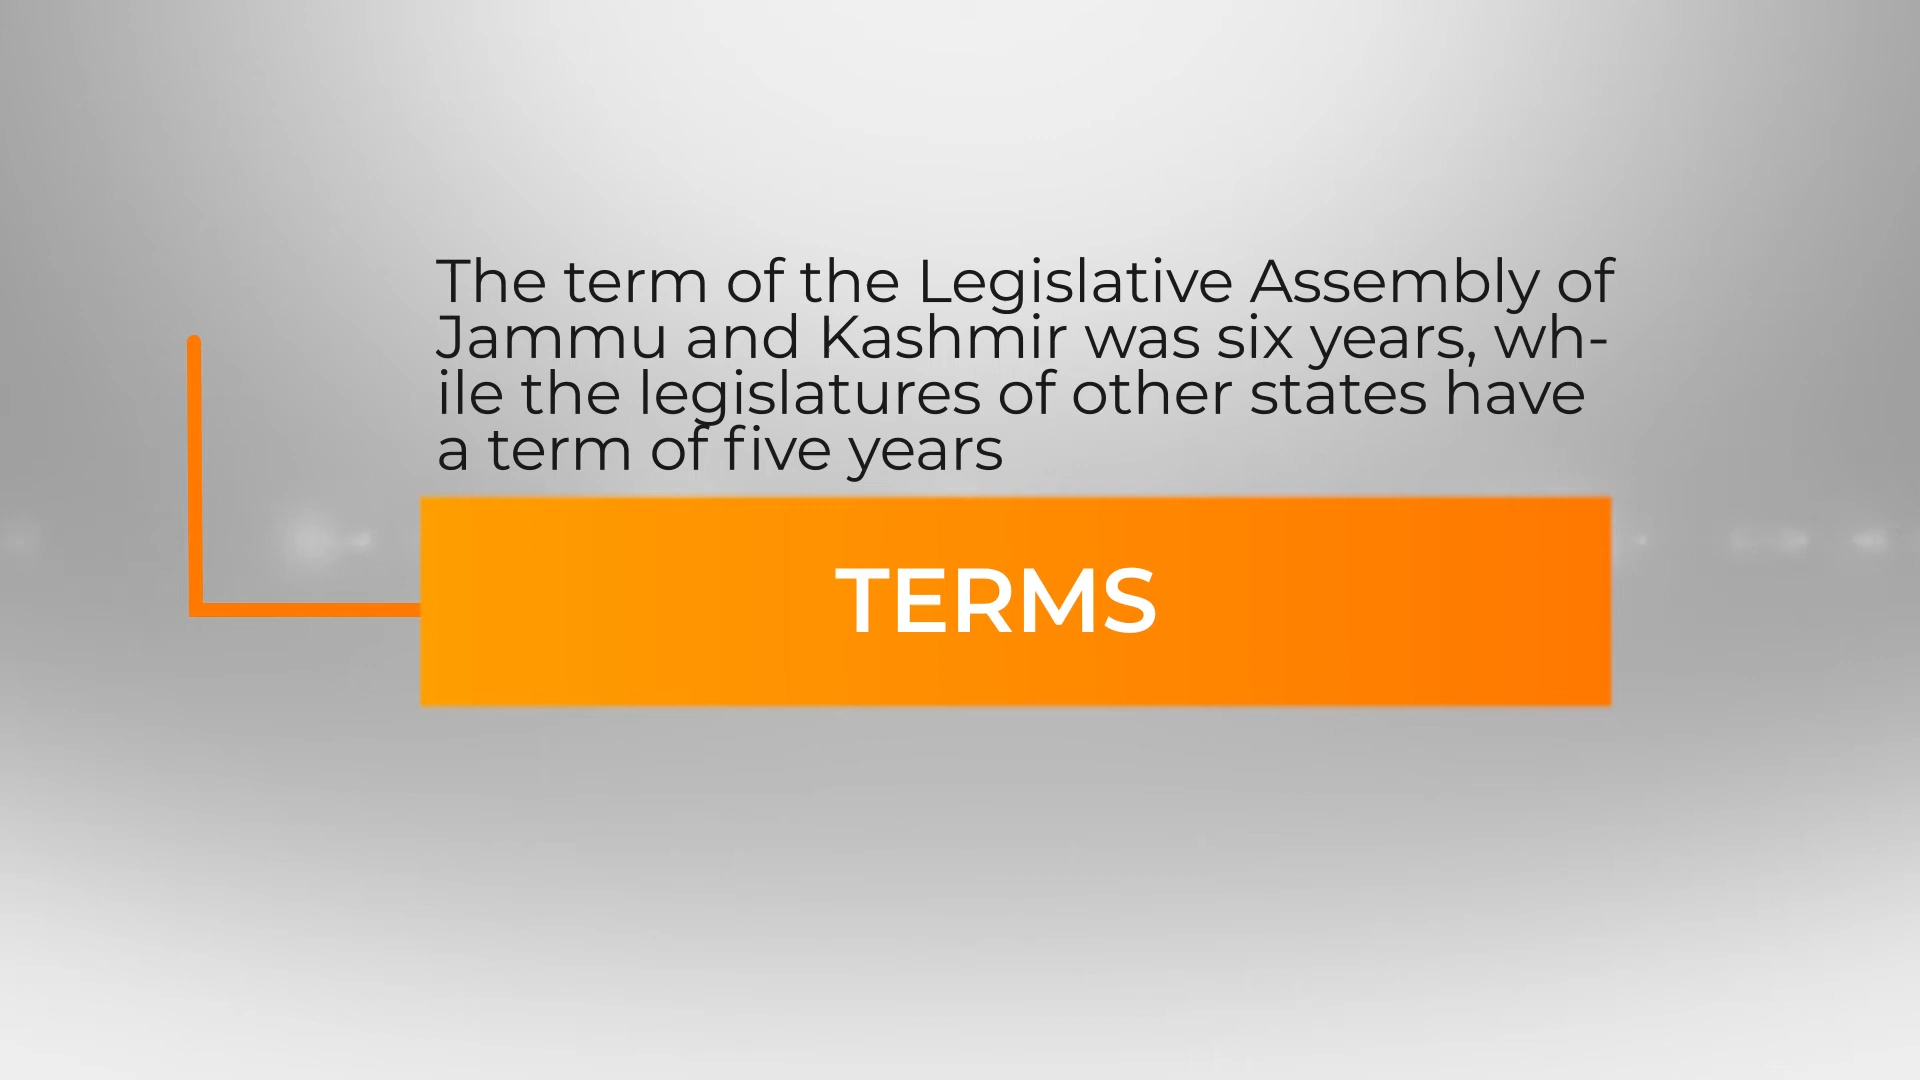 The term of the Legislative Assembly of
Jammu and Kashmir was six years, wh-
ile the legislatures of other states have
a term of five years
TERMS